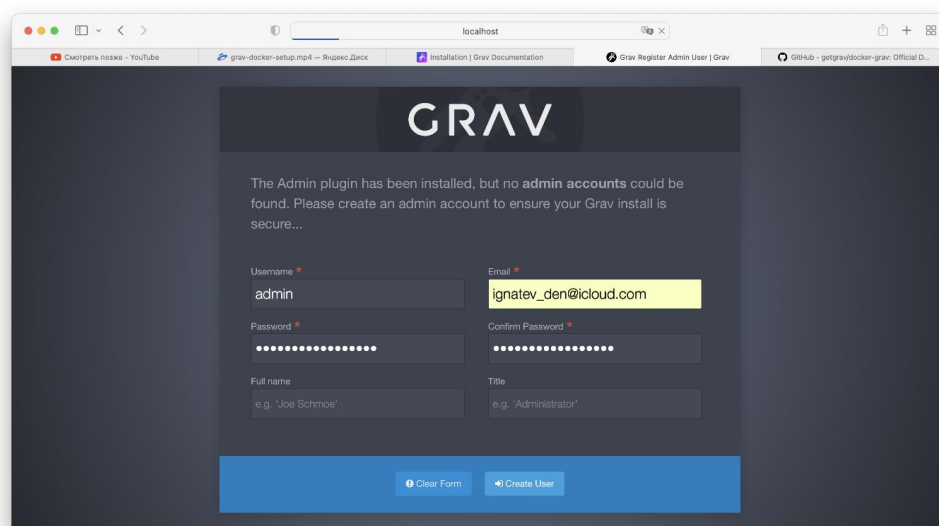 localhost
Смотреть позже - YouTube
grav-docker-setup.mp4 — Яндекс.Диск
Installation | Grav Documentation
Grav Register Admin User | Grav
GitHub - getgrav/docker-grav: Official D...
GRAV
The Admin plugin has been installed, but no admin accounts could be
found. Please create an admin account to ensure your Grav install is
secure...
Username *
Email *
admin
ignatev_den@icloud.com
Password *
Confirm Password *
•••••••••••••••••
•••••••••••••••••
Full name
Title
e.g. 'Joe Schmoe'
e.g. 'Administrator'
Clear Form
Create User